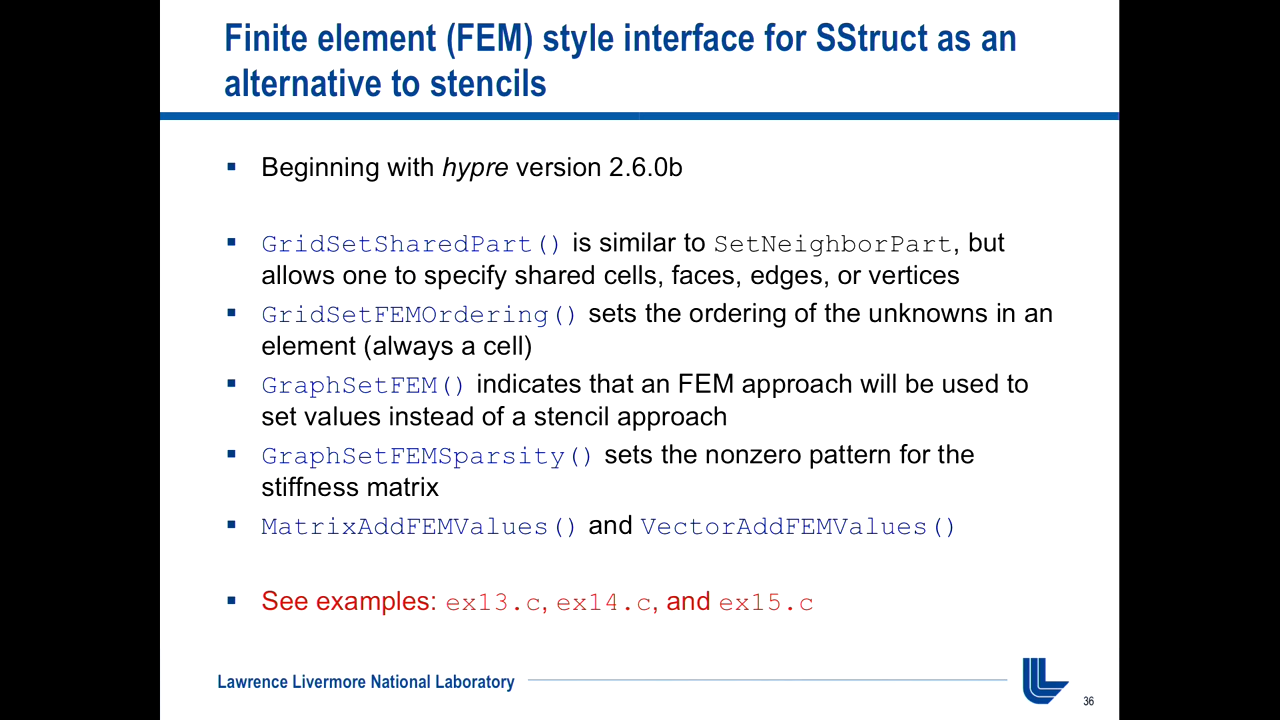 Finite element (FEM) style interface for SStruct as an
alternative to stencils
▪ Beginning with hypre version 2.6.0b
▪ GridSetSharedPart() is similar to SetNeighborPart, but
allows one to specify shared cells, faces, edges, or vertices
▪ GridSetFEMOrdering() sets the ordering of the unknowns in an
element (always a cell)
▪ GraphSetFEM() indicates that an FEM approach will be used to
set values instead of a stencil approach
▪ GraphSetFEMSparsity() sets the nonzero pattern for the
stiffness matrix
▪ MatrixAddFEMValues() and VectorAddFEMValues()
▪ See examples: ex13.c, ex14.c, and ex15.c
Lawrence Livermore National Laboratory
36